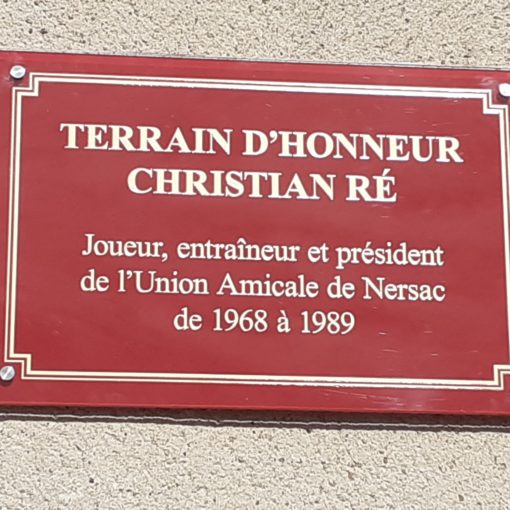 TERRAIN D'HONNEUR
CHRISTIAN RÉ
Joueur, entraîneur et président
de l'Union Amicale de Nersac
de 1968 à 1989